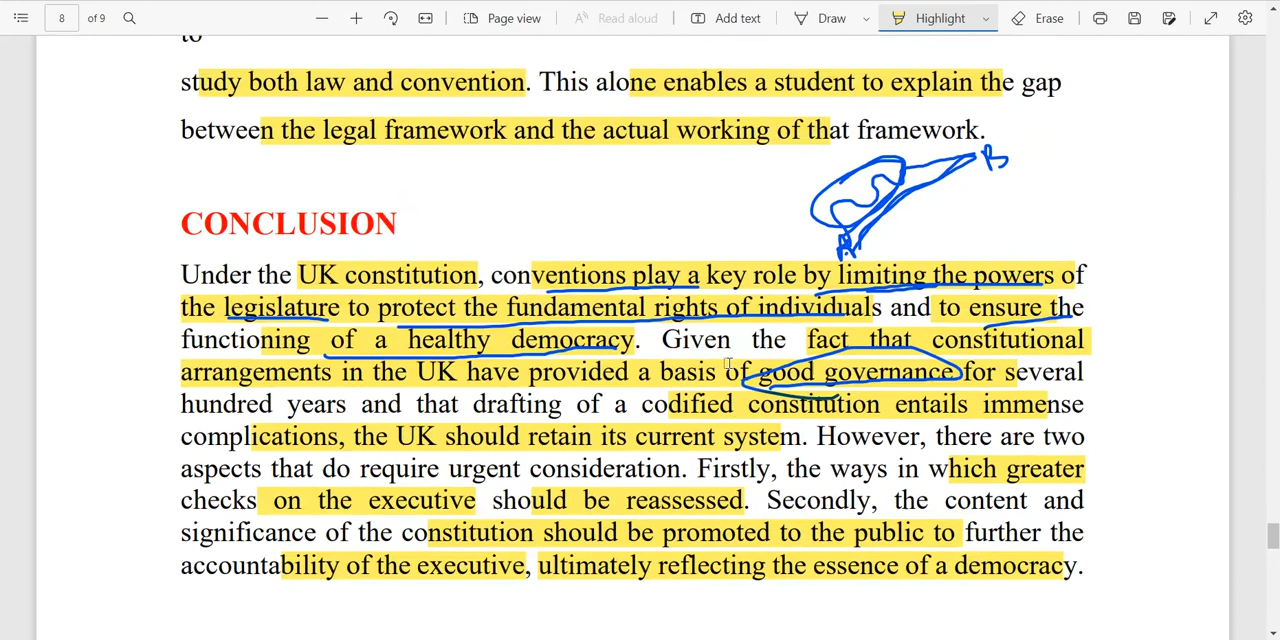 8 of 9 Page view Read aloud Add text Draw Highlight Erase
to
study both law and convention. This alone enables a student to explain the gap
between the legal framework and the actual working of that framework.
B
A
CONCLUSION
Under the UK constitution, conventions play a key role by limiting the powers of
the legislature to protect the fundamental rights of individuals and to ensure the
functioning of a healthy democracy. Given the fact that constitutional
arrangements in the UK have provided a basis of good governance for several
hundred years and that drafting of a codified constitution entails immense
complications, the UK should retain its current system. However, there are two
aspects that do require urgent consideration. Firstly, the ways in which greater
checks on the executive should be reassessed. Secondly, the content and
significance of the constitution should be promoted to the public to further the
accountability of the executive, ultimately reflecting the essence of a democracy.